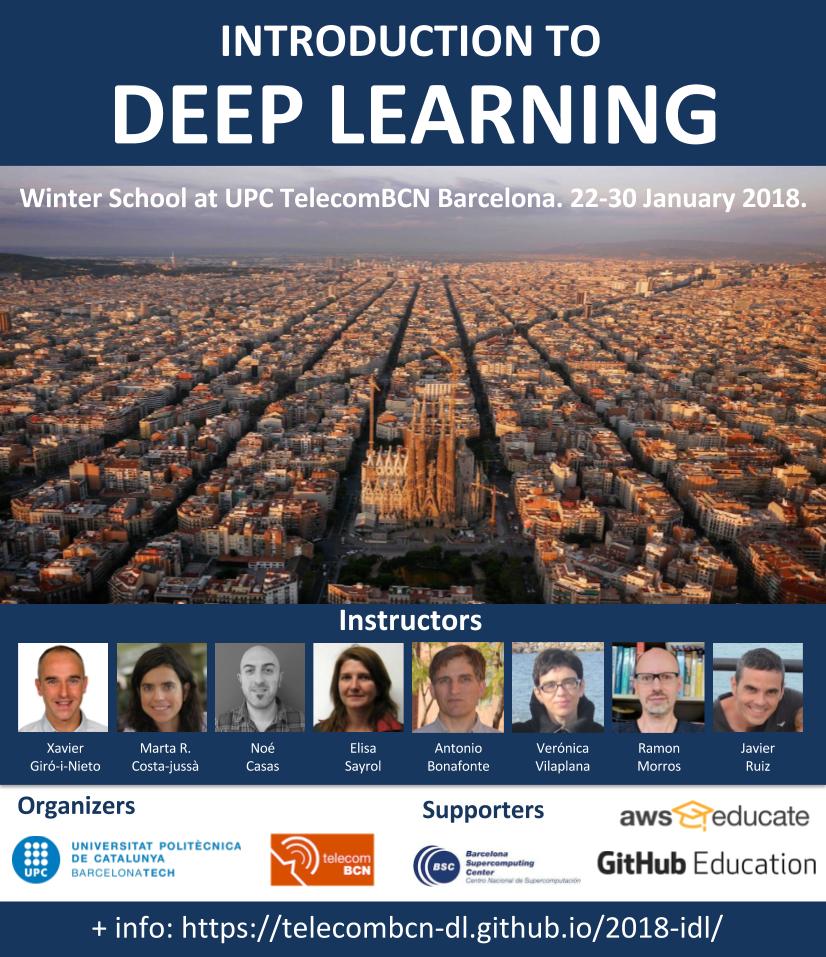 INTRODUCTION TO
DEEP LEARNING
Winter School at UPC TelecomBCN Barcelona. 22-30 January 2018.
Instructors
Xavier
Giró-i-Nieto
Marta R.
Costa-jussà
Noé
Casas
Elisa
Sayrol
Antonio
Bonafonte
Verónica
Vilaplana
Ramon
Morros
Javier
Ruiz
Organizers
UPC
UNIVERSITAT POLITÈCNICA
DE CATALUNYA
BARCELONATECH
telecom
BCN
Supporters
BSC
Barcelona
Supercomputing
Center
Centro Nacional de Supercomputación
aws educate
GitHub Education
+ info: https://telecombcn-dl.github.io/2018-idl/